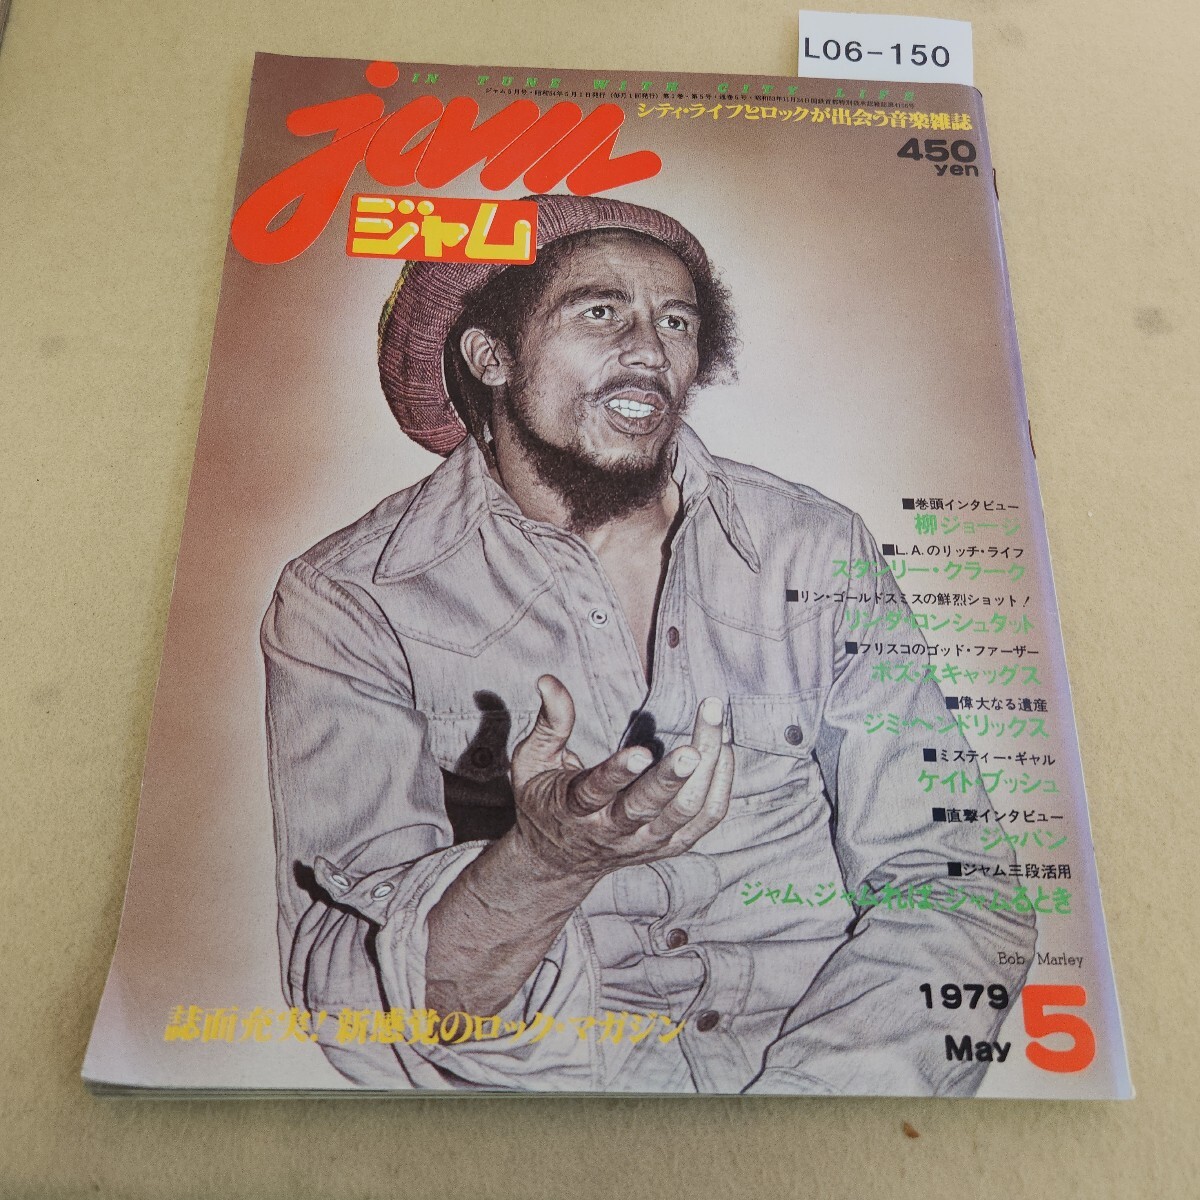 L06-150
IN TUNE WITH CITY LIFE
シティ・ライフとロックが出会う音楽雑誌
jam
ジャム
450
yen
■巻頭インタビュー
柳ジョージ
■L.A.のリッチ・ライフ
スタンリー・クラーク
■リン・ゴールドスミスの鮮烈ショット!
リンダ・ロンシュタット
■フリスコのゴッド・ファーザー
ボズ・スキャッグス
■偉大なる遺産
ジミ・ヘンドリックス
■ミスティー・ギャル
ケイト・ブッシュ
■直撃インタビュー
ジャパン
■ジャム三段活用
ジャム、ジャムれば、ジャムるとき
Bob Marley
誌面充実!新感覚のロック・マガジン
1979
May 5